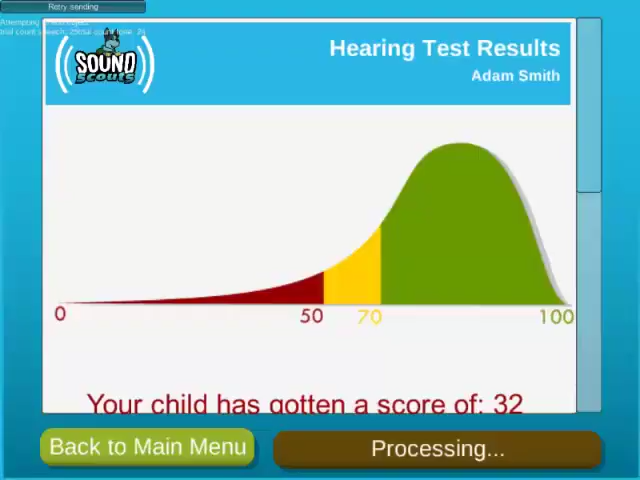 Retry sending
Hearing Test Results
Adam Smith
SOUND
scouts
0 50 70 100
Your child has gotten a score of: 32
Back to Main Menu
Processing...